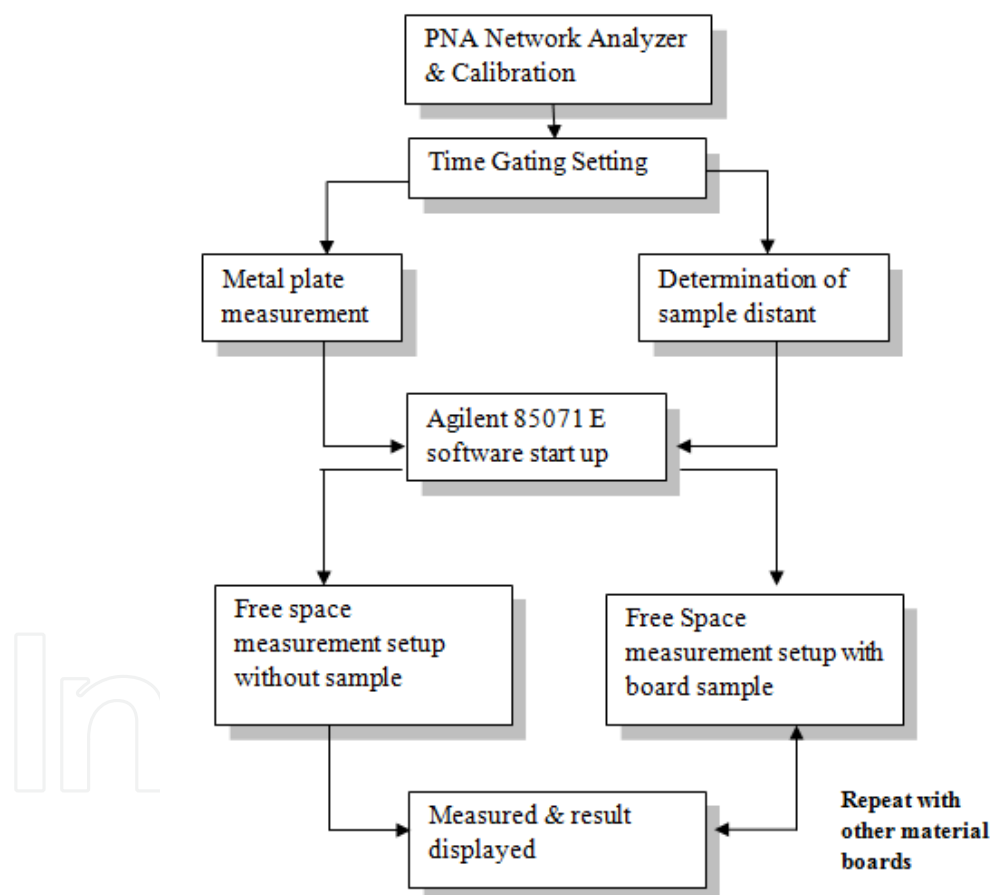 PNA Network Analyzer
& Calibration
Time Gating Setting
Metal plate
measurement
Determination of
sample distant
Agilent 85071 E
software start up
Free space
measurement setup
without sample
Free Space
measurement setup with
board sample
Measured & result
displayed
Repeat with
other material
boards
In